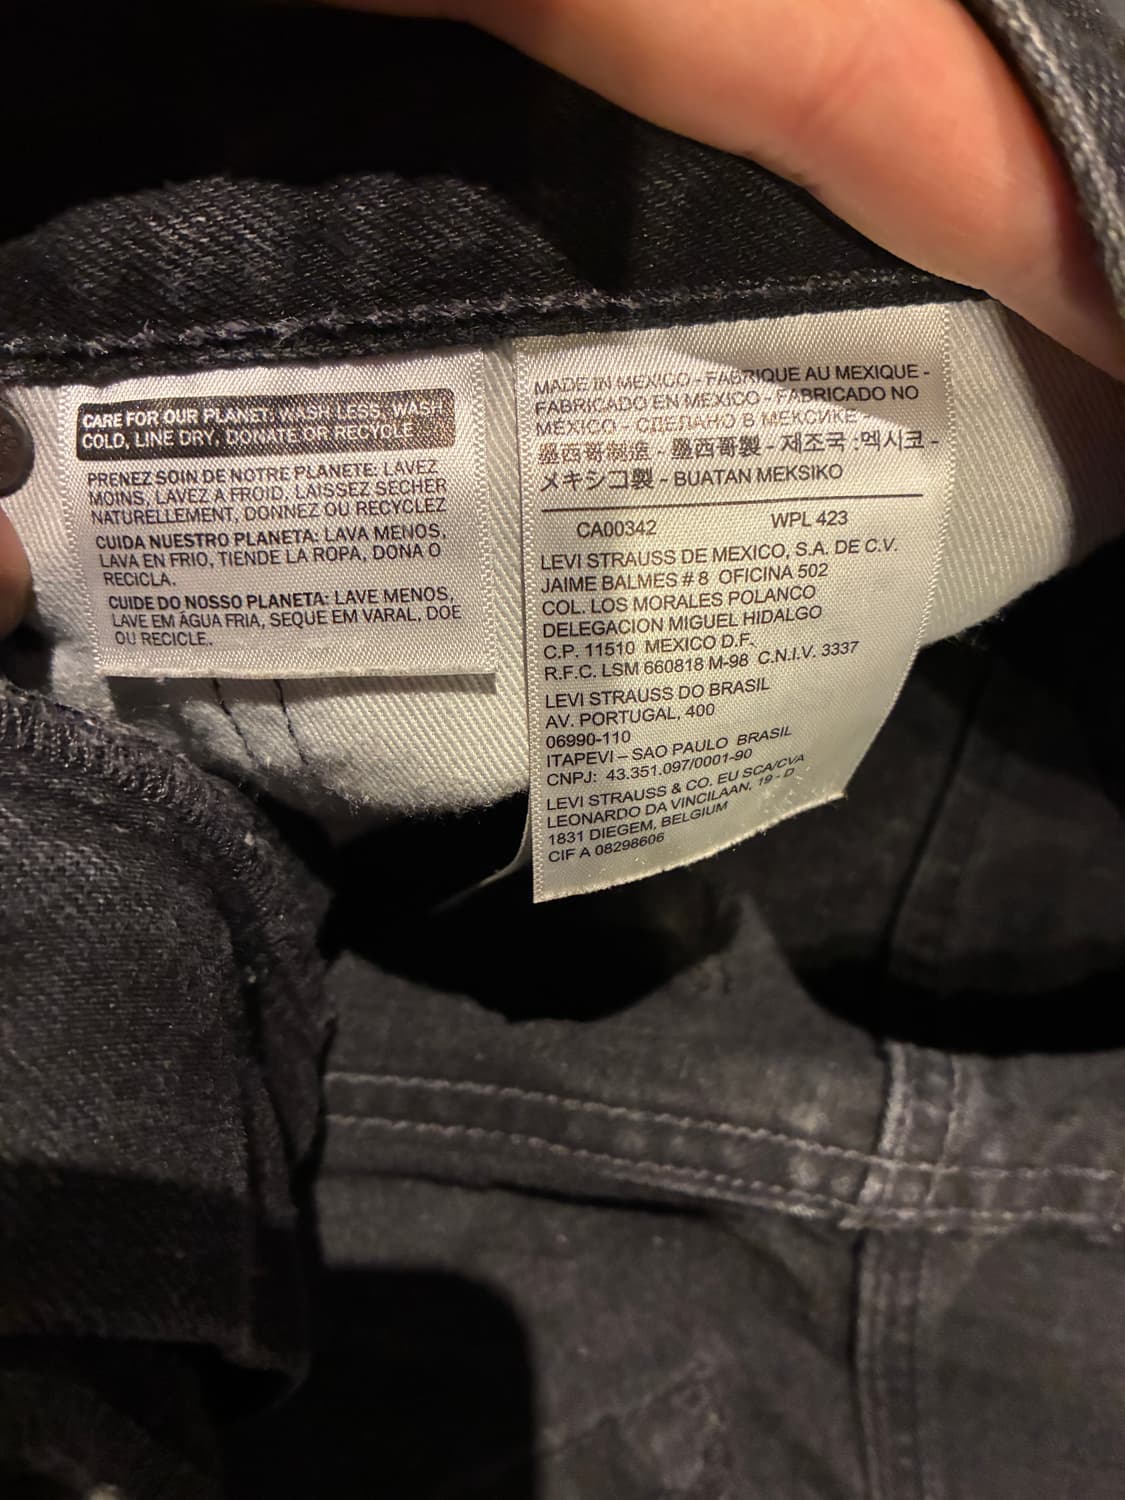 CARE FOR OUR PLANET: WASH LESS, WASH
COLD, LINE DRY, DONATE OR RECYCLE
PRENEZ SOIN DE NOTRE PLANETE: LAVEZ
MOINS, LAVEZ A FROID, LAISSEZ SECHER
NATURELLEMENT, DONNEZ OU RECYCLEZ
CUIDA NUESTRO PLANETA: LAVA MENOS,
LAVA EN FRIO, TIENDE LA ROPA, DONA O
RECICLA.
CUIDE DO NOSSO PLANETA: LAVE MENOS,
LAVE EM ÁGUA FRIA, SEQUE EM VARAL, DOE
OU RECICLE.
MADE IN MEXICO - FABRIQUE AU MEXIQUE -
FABRICADO EN MEXICO - FABRICADO NO
MÉXICO - СДЕЛАНО В МЕКСИКЕ
墨西哥制造 - 墨西哥製 - 제조국 :멕시코 -
メキシコ製 - BUATAN MEKSIKO
CA00342 WPL 423
LEVI STRAUSS DE MEXICO, S.A. DE C.V.
JAIME BALMES # 8 OFICINA 502
COL. LOS MORALES POLANCO
DELEGACION MIGUEL HIDALGO
C.P. 11510 MEXICO D.F.
R.F.C. LSM 660818 M-98 C.N.I.V. 3337
LEVI STRAUSS DO BRASIL
AV. PORTUGAL, 400
06990-110
ITAPEVI – SAO PAULO BRASIL
CNPJ: 43.351.097/0001-90
LEVI STRAUSS & CO. EU SCA/CVA
LEONARDO DA VINCILAAN, 19 - D
1831 DIEGEM, BELGIUM
CIF A 08298606